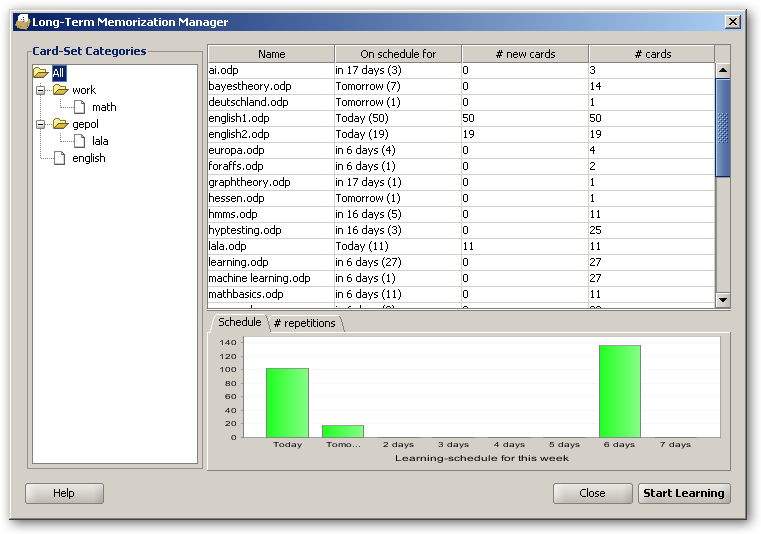 Long-Term Memorization Manager
Card-Set Categories
All
work
math
gepol
lala
english
Name On schedule for # new cards # cards
ai.odp in 17 days (3) 0 3
bayestheory.odp Tomorrow (7) 0 14
deutschland.odp Tomorrow (1) 0 1
english1.odp Today (50) 50 50
english2.odp Today (19) 19 19
europa.odp in 6 days (4) 0 4
foraffs.odp in 6 days (1) 0 2
graphtheory.odp in 17 days (1) 0 1
hessen.odp Tomorrow (1) 0 1
hmms.odp in 16 days (5) 0 11
hyptesting.odp in 16 days (3) 0 25
lala.odp Today (11) 11 11
learning.odp in 6 days (27) 0 27
machine learning.odp in 6 days (1) 0 27
mathbasics.odp in 6 days (11) 0 11
Schedule # repetitions
140
120
100
80
60
40
20
0
Today Tomo... 2 days 3 days 4 days 5 days 6 days 7 days
Learning-schedule for this week
Help Close Start Learning